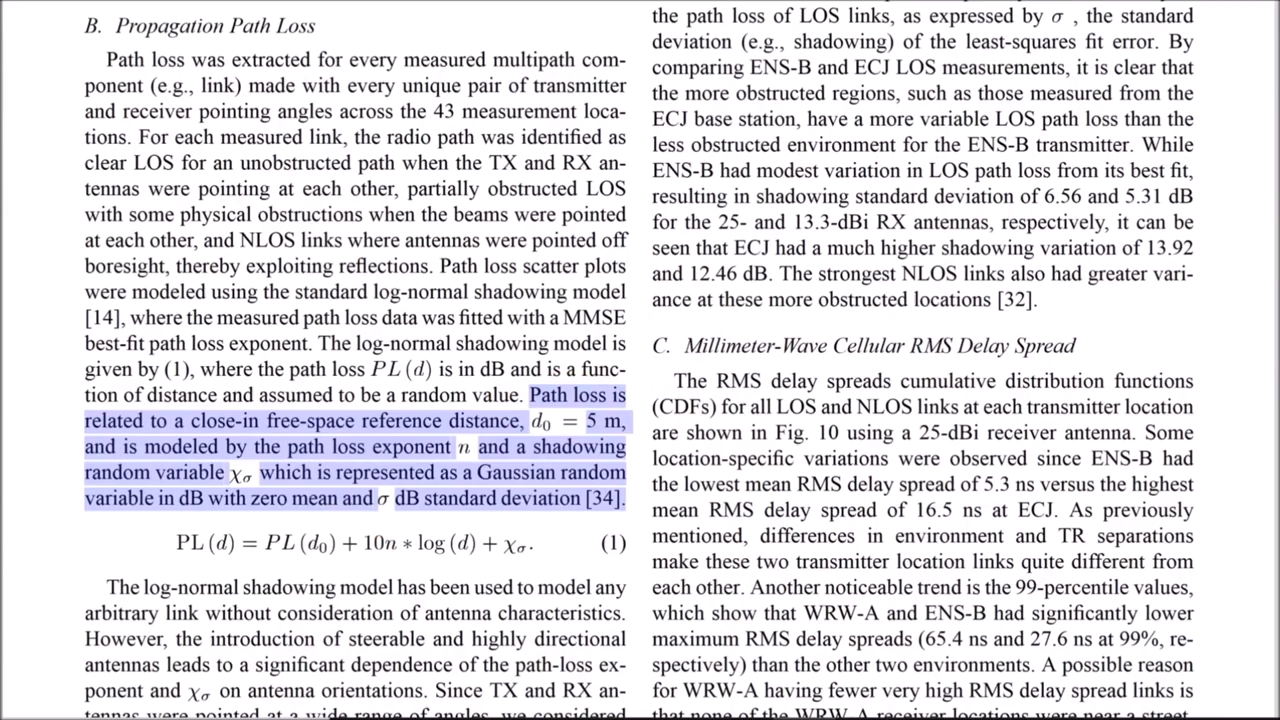 B. Propagation Path Loss
Path loss was extracted for every measured multipath com-
ponent (e.g., link) made with every unique pair of transmitter
and receiver pointing angles across the 43 measurement loca-
tions. For each measured link, the radio path was identified as
clear LOS for an unobstructed path when the TX and RX an-
tennas were pointing at each other, partially obstructed LOS
with some physical obstructions when the beams were pointed
at each other, and NLOS links where antennas were pointed off
boresight, thereby exploiting reflections. Path loss scatter plots
were modeled using the standard log-normal shadowing model
[14], where the measured path loss data was fitted with a MMSE
best-fit path loss exponent. The log-normal shadowing model is
given by (1), where the path loss PL (d) is in dB and is a func-
tion of distance and assumed to be a random value. Path loss is
related to a close-in free-space reference distance, d₀ = 5 m,
and is modeled by the path loss exponent n and a shadowing
random variable χσ which is represented as a Gaussian random
variable in dB with zero mean and σ dB standard deviation [34].
PL (d) = PL (d₀) + 10n ∗ log (d) + χσ. (1)
The log-normal shadowing model has been used to model any
arbitrary link without consideration of antenna characteristics.
However, the introduction of steerable and highly directional
antennas leads to a significant dependence of the path-loss ex-
ponent and χσ on antenna orientations. Since TX and RX an-
tennas were pointed at a wide range of angles, we considered
the path loss of LOS links, as expressed by σ , the standard
deviation (e.g., shadowing) of the least-squares fit error. By
comparing ENS-B and ECJ LOS measurements, it is clear that
the more obstructed regions, such as those measured from the
ECJ base station, have a more variable LOS path loss than the
less obstructed environment for the ENS-B transmitter. While
ENS-B had modest variation in LOS path loss from its best fit,
resulting in shadowing standard deviation of 6.56 and 5.31 dB
for the 25- and 13.3-dBi RX antennas, respectively, it can be
seen that ECJ had a much higher shadowing variation of 13.92
and 12.46 dB. The strongest NLOS links also had greater vari-
ance at these more obstructed locations [32].
C. Millimeter-Wave Cellular RMS Delay Spread
The RMS delay spreads cumulative distribution functions
(CDFs) for all LOS and NLOS links at each transmitter location
are shown in Fig. 10 using a 25-dBi receiver antenna. Some
location-specific variations were observed since ENS-B had
the lowest mean RMS delay spread of 5.3 ns versus the highest
mean RMS delay spread of 16.5 ns at ECJ. As previously
mentioned, differences in environment and TR separations
make these two transmitter location links quite different from
each other. Another noticeable trend is the 99-percentile values,
which show that WRW-A and ENS-B had significantly lower
maximum RMS delay spreads (65.4 ns and 27.6 ns at 99%, re-
spectively) than the other two environments. A possible reason
for WRW-A having fewer very high RMS delay spread links is
that none of the WRW-A receiver locations were near a street